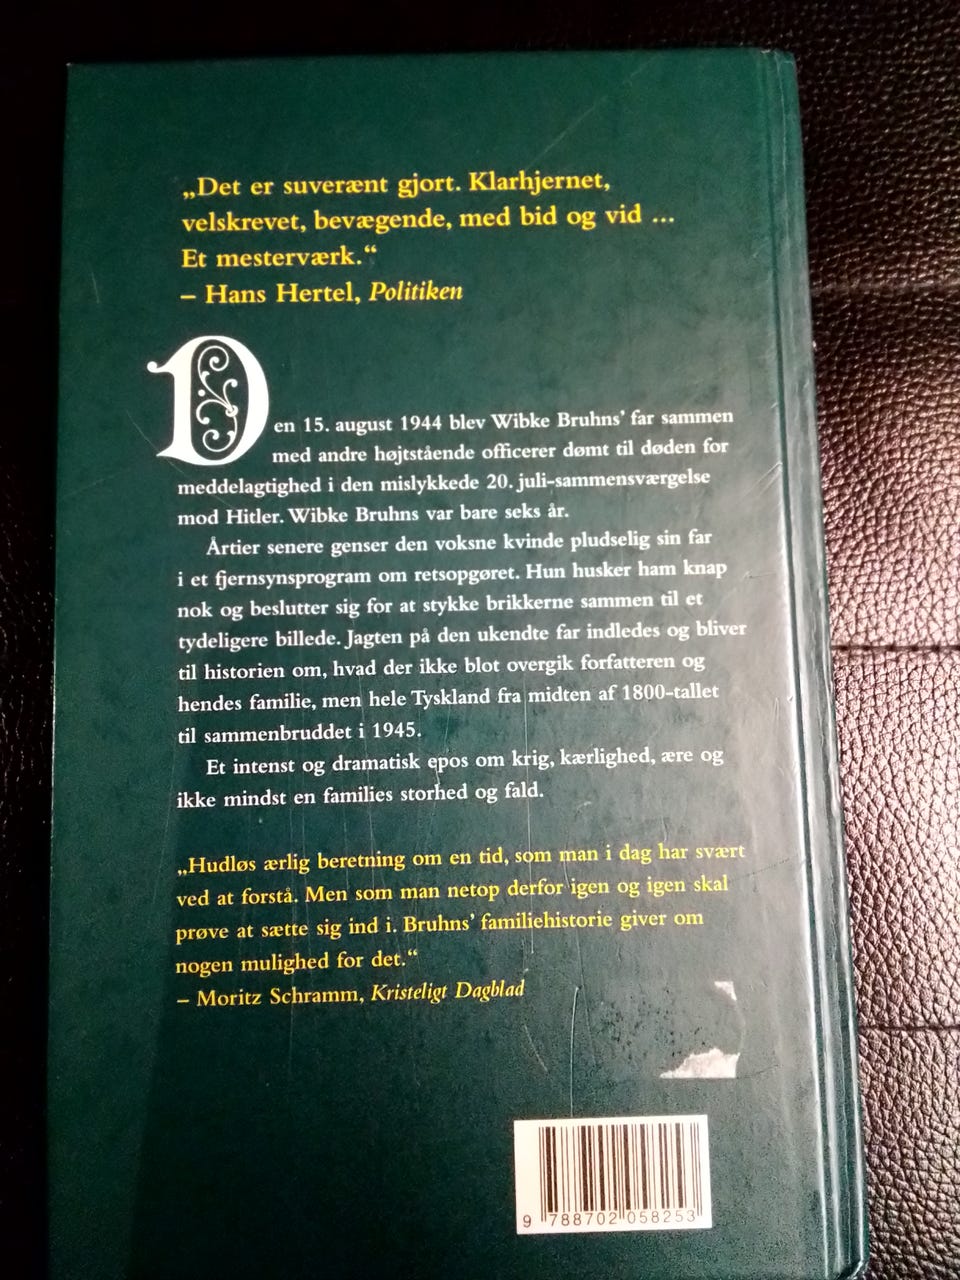 „Det er suverænt gjort. Klarhjernet,
velskrevet, bevægende, med bid og vid ...
Et mesterværk.“
– Hans Hertel, Politiken
Den 15. august 1944 blev Wibke Bruhns’ far sammen
med andre højtstående officerer dømt til døden for
meddelagtighed i den mislykkede 20. juli-sammensværgelse
mod Hitler. Wibke Bruhns var bare seks år.
Årtier senere genser den voksne kvinde pludselig sin far
i et fjernsynsprogram om retsopgøret. Hun husker ham knap
nok og beslutter sig for at stykke brikkerne sammen til et
tydeligere billede. Jagten på den ukendte far indledes og bliver
til historien om, hvad der ikke blot overgik forfatteren og
hendes familie, men hele Tyskland fra midten af 1800-tallet
til sammenbruddet i 1945.
Et intenst og dramatisk epos om krig, kærlighed, ære og
ikke mindst en families storhed og fald.
„Hudløs ærlig beretning om en tid, som man i dag har svært
ved at forstå. Men som man netop derfor igen og igen skal
prøve at sætte sig ind i. Bruhns’ familiehistorie giver om
nogen mulighed for det.“
– Moritz Schramm, Kristeligt Dagblad
9 788702 058253